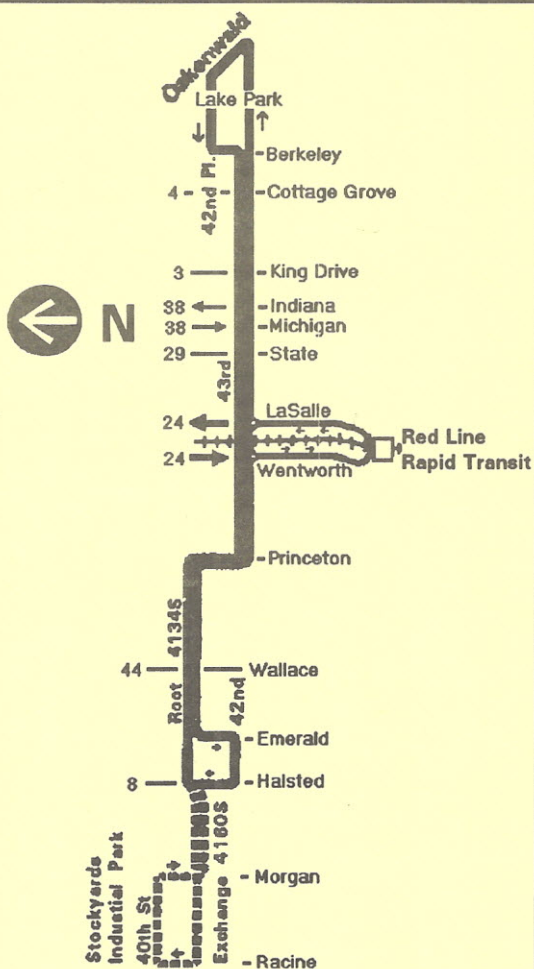 Oakenwald
Lake Park
Berkeley
42nd Pl.
4
Cottage Grove
3
King Drive
N
38
Indiana
38
Michigan
29
State
43rd
24
LaSalle
Red Line
Rapid Transit
24
Wentworth
Princeton
Root 4134S
44
Wallace
42nd
Emerald
8
Halsted
Exchange 4160S
Stockyards
Industial Park
40th St
Morgan
Racine